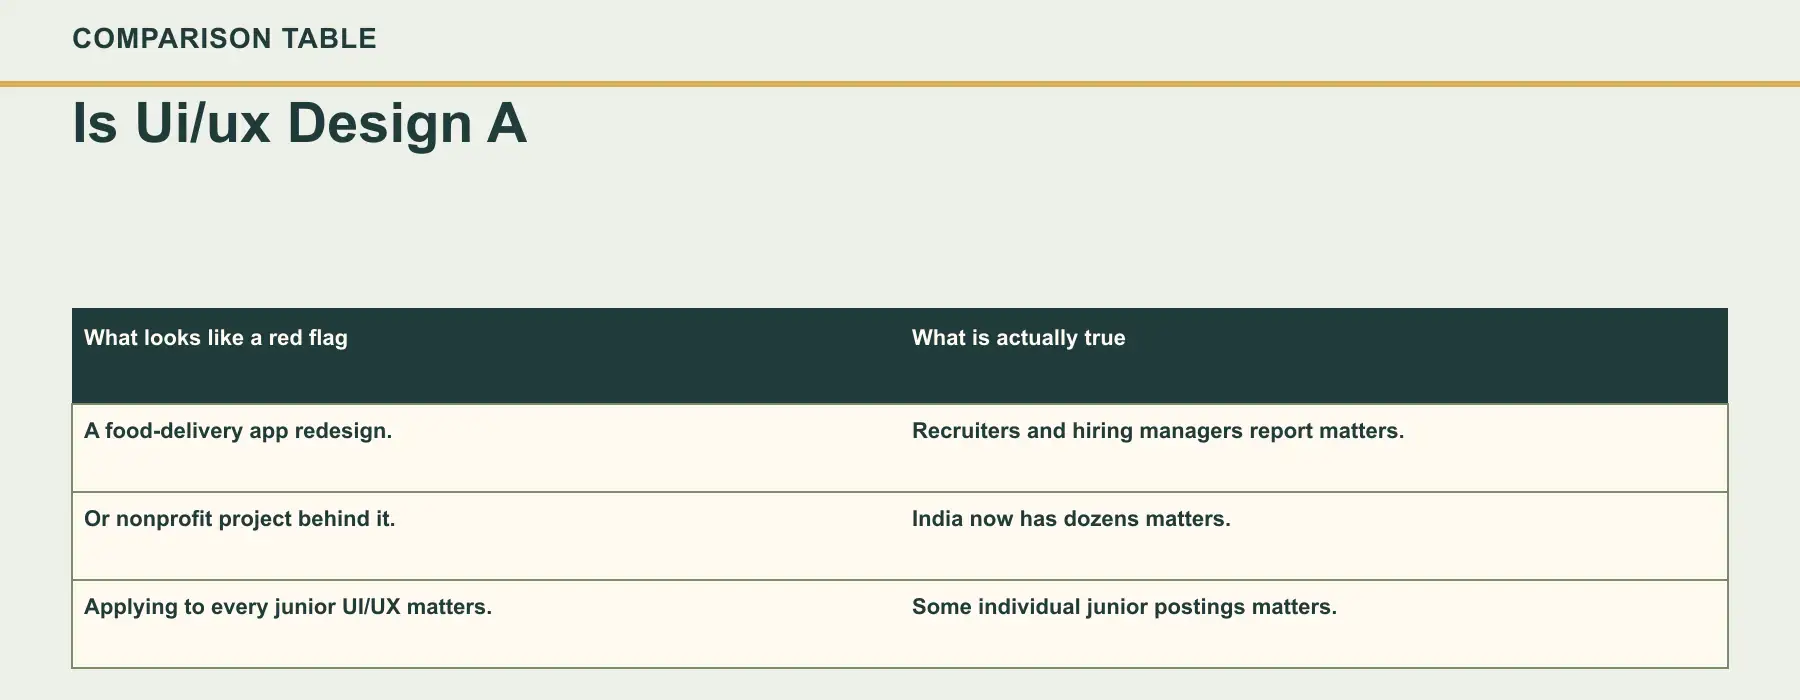 COMPARISON TABLE
Is Ui/ux Design A
What looks like a red flag
What is actually true
A food-delivery app redesign.
Recruiters and hiring managers report matters.
Or nonprofit project behind it.
India now has dozens matters.
Applying to every junior UI/UX matters.
Some individual junior postings matters.